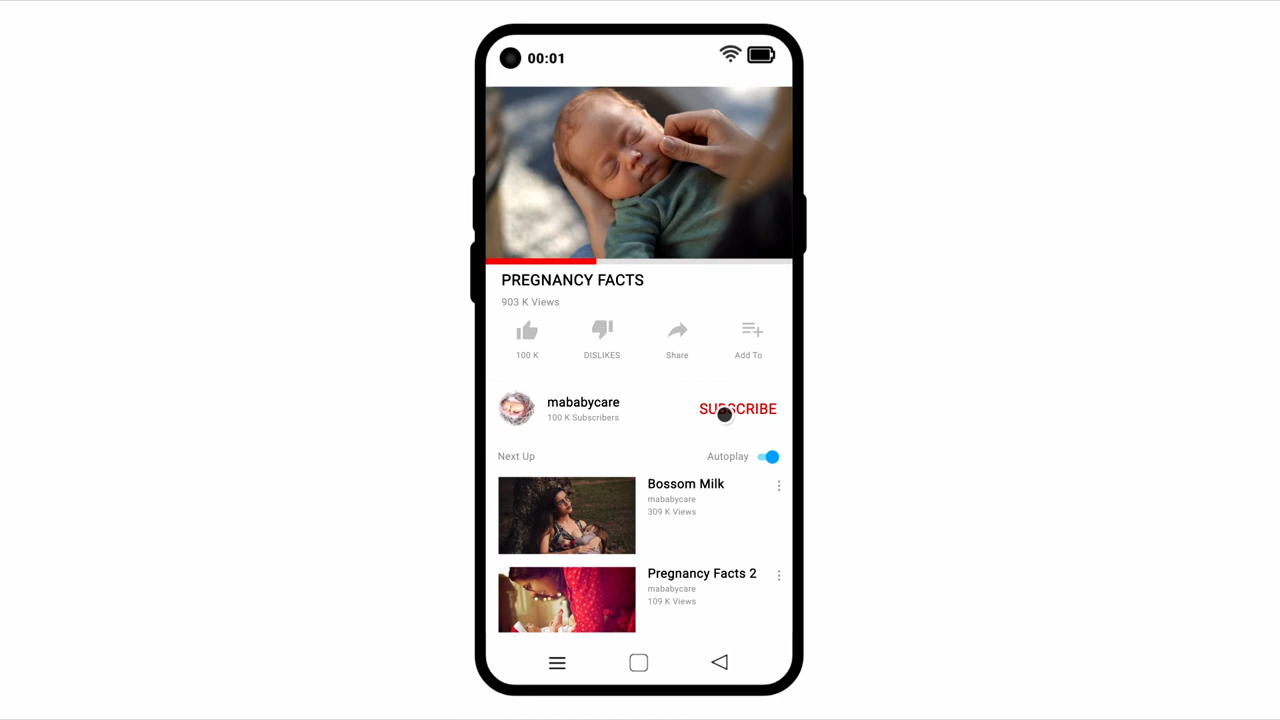 00:01
PREGNANCY FACTS
903 K Views
100 K
DISLIKES
Share
Add To
mababycare
100 K Subscribers
SUBSCRIBE
Next Up
Autoplay
Bossom Milk
mababycare
309 K Views
Pregnancy Facts 2
mababycare
109 K Views